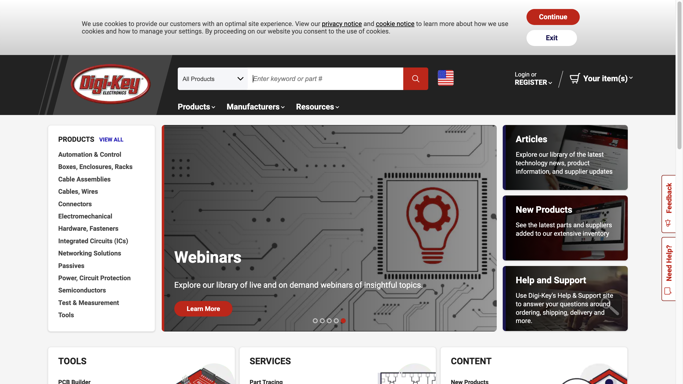 We use cookies to provide our customers with an optimal site experience. View our privacy notice and cookie notice to learn more about how we use
cookies and how to manage your settings. By proceeding on our website you consent to the use of cookies.
Continue
Exit
Digi-Key
ELECTRONICS
All Products
Enter keyword or part #
Login or
REGISTER
Your item(s)
Products
Manufacturers
Resources
PRODUCTS VIEW ALL
Automation & Control
Boxes, Enclosures, Racks
Cable Assemblies
Cables, Wires
Connectors
Electromechanical
Hardware, Fasteners
Integrated Circuits (ICs)
Networking Solutions
Passives
Power, Circuit Protection
Semiconductors
Test & Measurement
Tools
Webinars
Explore our library of live and on demand webinars of insightful topics.
Learn More
Articles
Explore our library of the latest
technology news, product
information, and supplier updates
New Products
See the latest parts and suppliers
added to our extensive inventory
Help and Support
Use Digi-Key's Help & Support site
to answer your questions around
ordering, shipping, delivery and
more.
Feedback
Need Help?
TOOLS
PCB Builder
SERVICES
Part Tracing
CONTENT
New Products